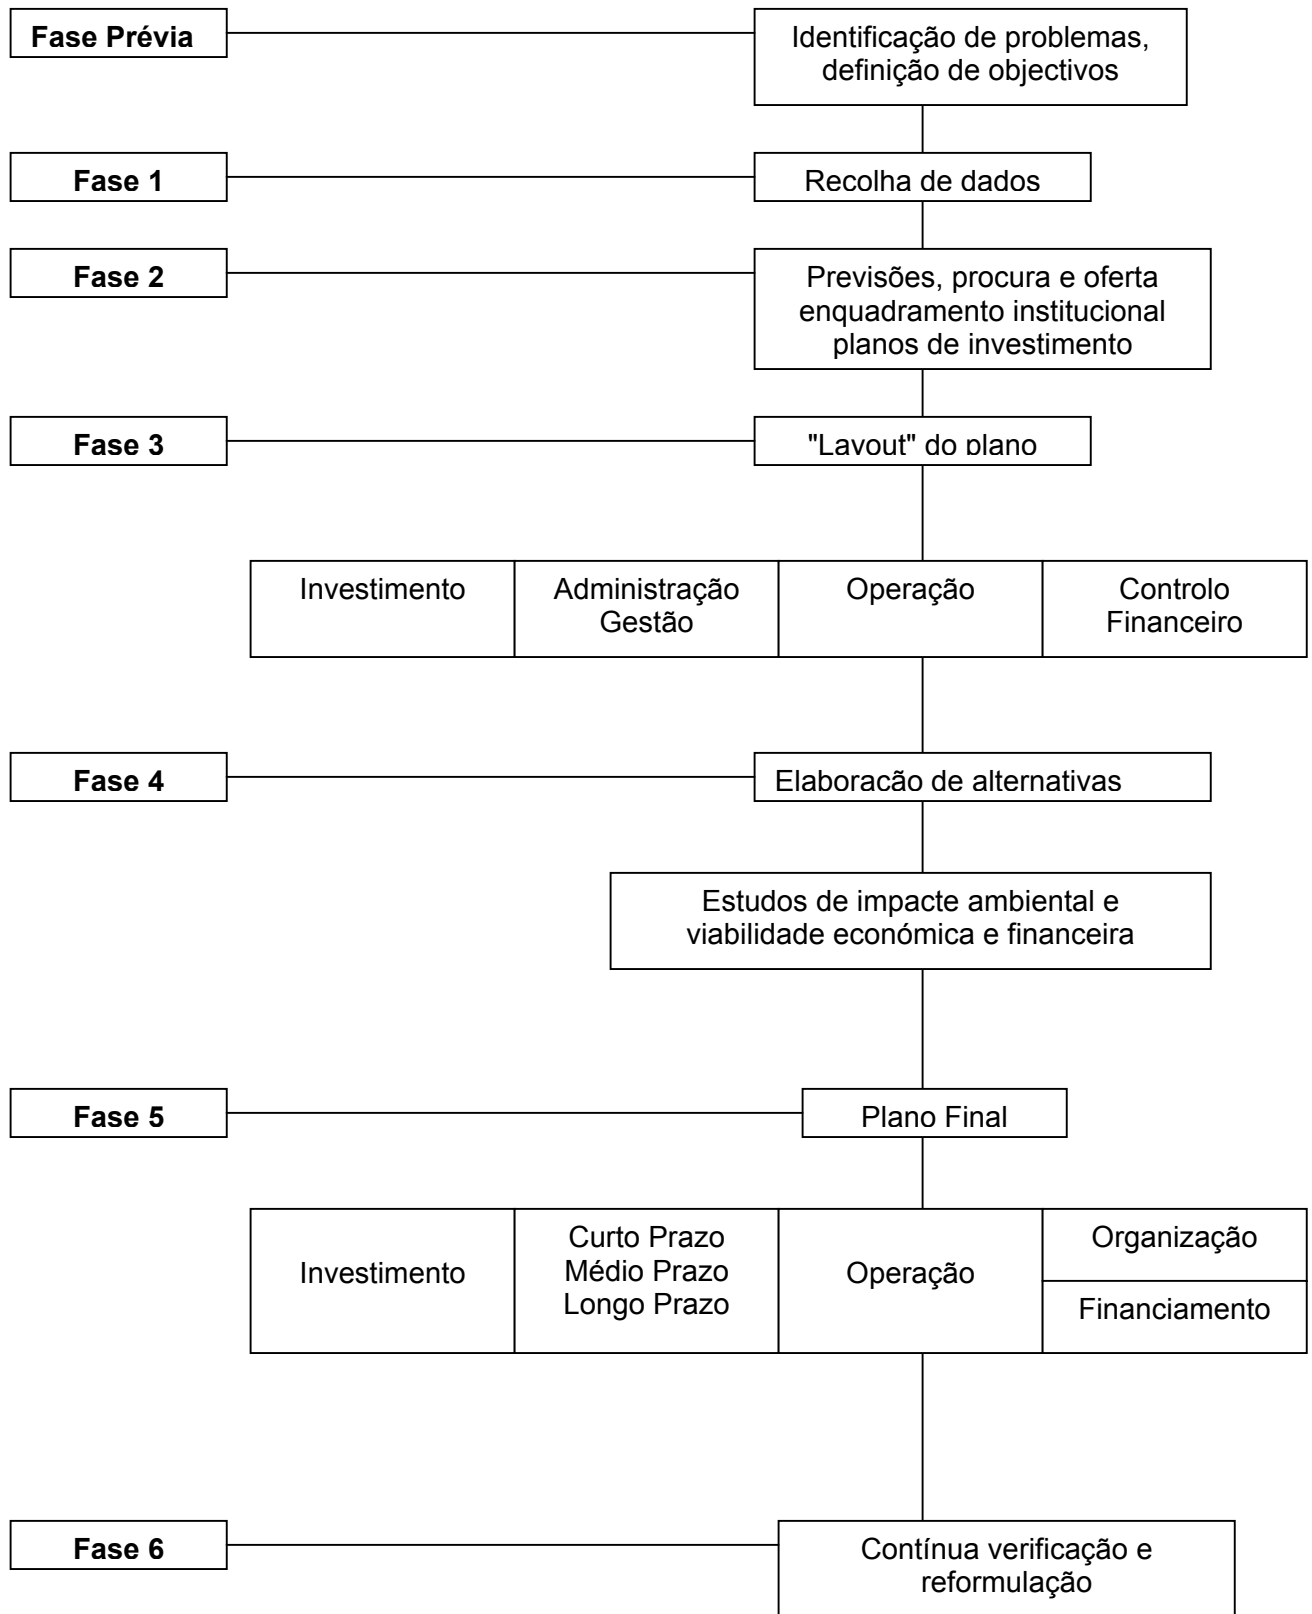 Fase Prévia
Identificação de problemas,
definição de objectivos
Fase 1
Recolha de dados
Fase 2
Previsões, procura e oferta
enquadramento institucional
planos de investimento
Fase 3
"Layout" do plano
Investimento
Administração
Gestão
Operação
Controlo
Financeiro
Fase 4
Elaboração de alternativas
Estudos de impacte ambiental e
viabilidade económica e financeira
Fase 5
Plano Final
Investimento
Curto Prazo
Médio Prazo
Longo Prazo
Operação
Organização
Financiamento
Fase 6
Contínua verificação e
reformulação